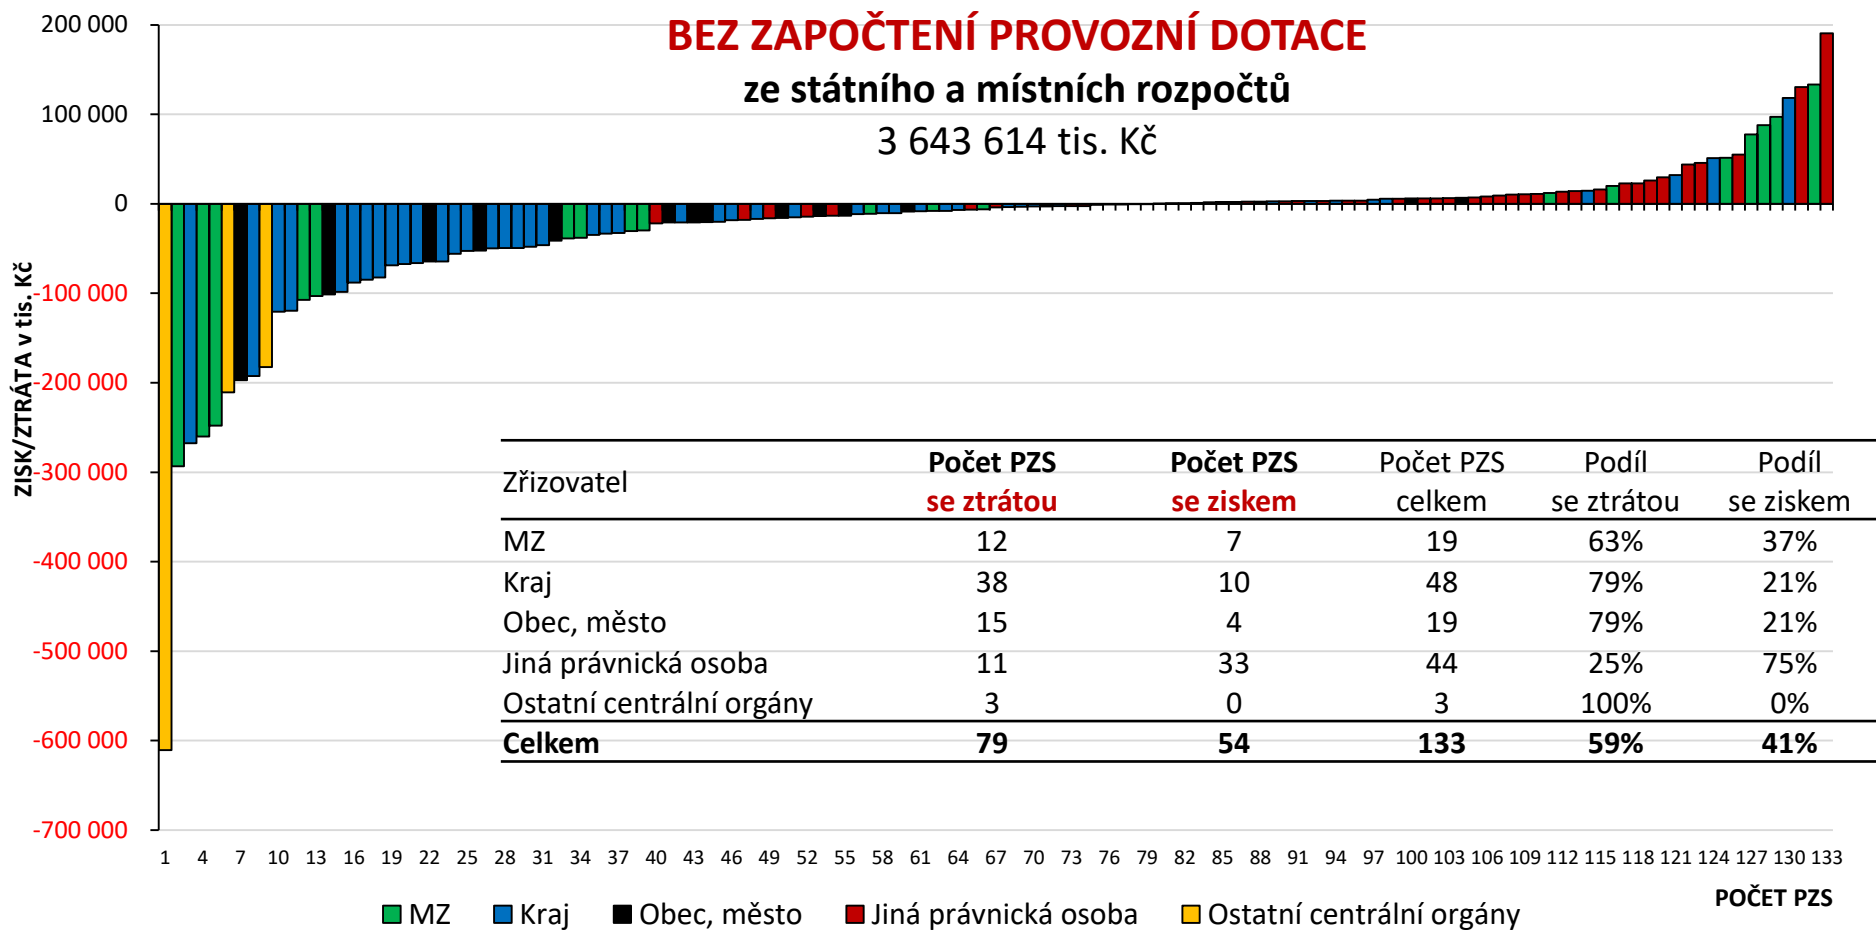 BEZ ZAPOČTENÍ PROVOZNÍ DOTACE
ze státního a místních rozpočtů
3 643 614 tis. Kč
200 000
100 000
0
-100 000
-200 000
-300 000
-400 000
-500 000
-600 000
-700 000
ZISK/ZTRÁTA v tis. Kč
Zřizovatel Počet PZS se ztrátou Počet PZS se ziskem Počet PZS celkem Podíl se ztrátou Podíl se ziskem
MZ 12 7 19 63% 37%
Kraj 38 10 48 79% 21%
Obec, město 15 4 19 79% 21%
Jiná právnická osoba 11 33 44 25% 75%
Ostatní centrální orgány 3 0 3 100% 0%
Celkem 79 54 133 59% 41%
1 4 7 10 13 16 19 22 25 28 31 34 37 40 43 46 49 52 55 58 61 64 67 70 73 76 79 82 85 88 91 94 97 100 103 106 109 112 115 118 121 124 127 130 133
POČET PZS
MZ Kraj Obec, město Jiná právnická osoba Ostatní centrální orgány